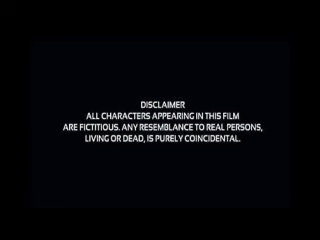 DISCLAIMER
ALL CHARACTERS APPEARING IN THIS FILM
ARE FICTITIOUS. ANY RESEMBLANCE TO REAL PERSONS,
LIVING OR DEAD, IS PURELY COINCIDENTAL.